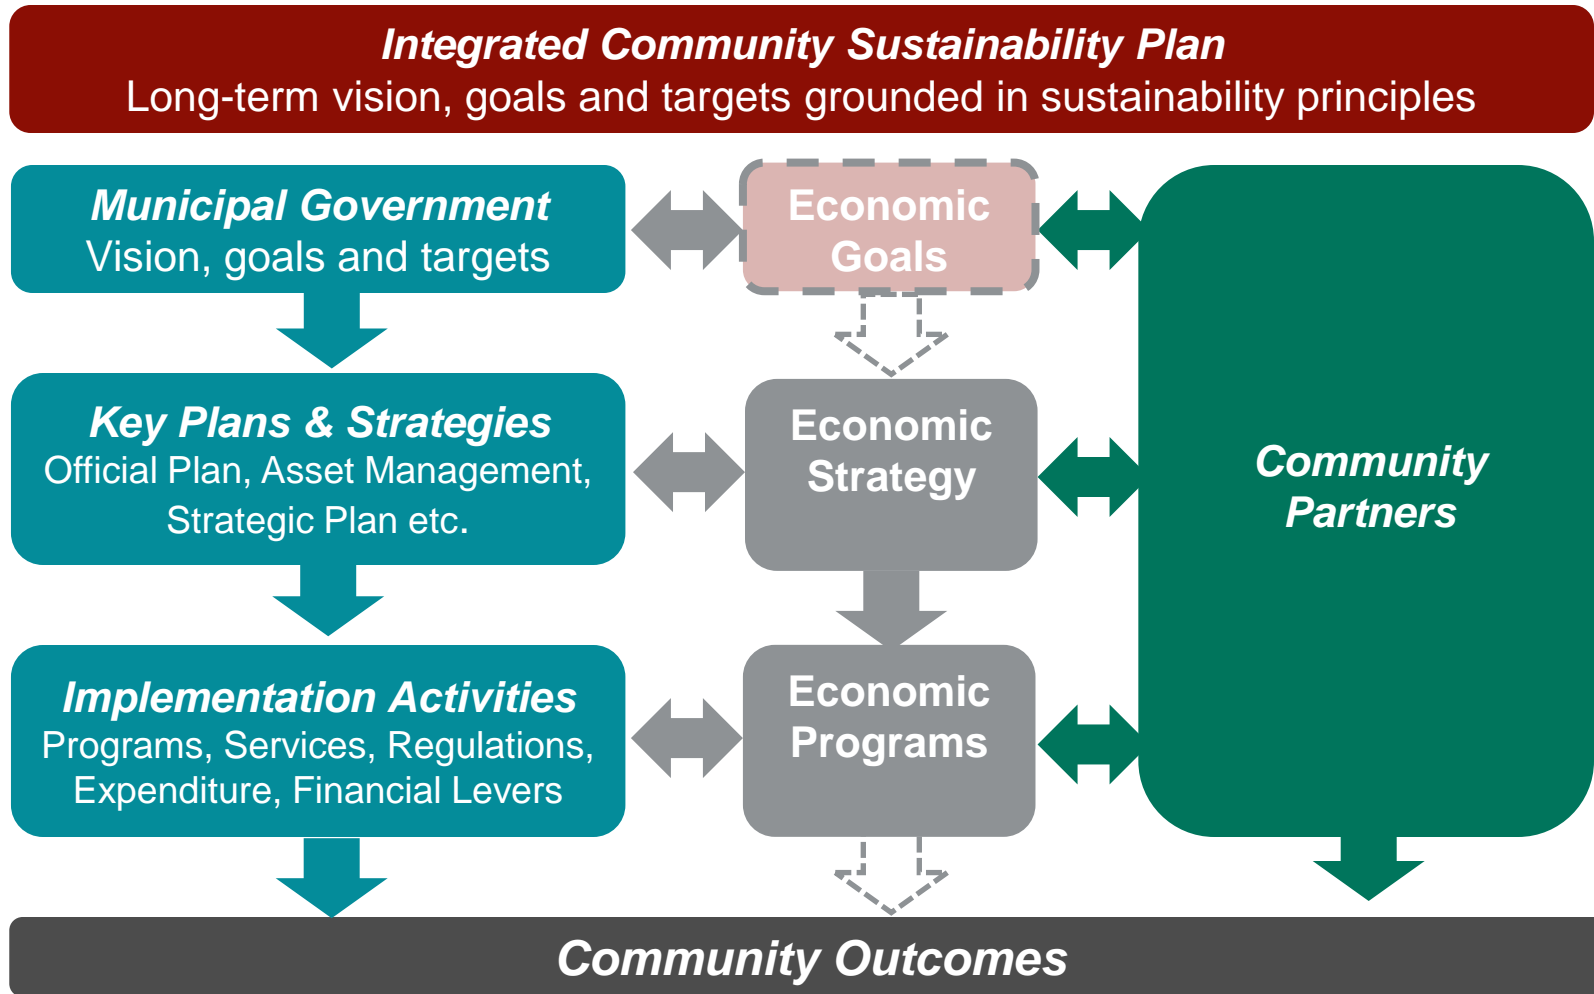 Integrated Community Sustainability Plan
Long-term vision, goals and targets grounded in sustainability principles
Municipal Government
Vision, goals and targets
Economic
Goals
Key Plans & Strategies
Official Plan, Asset Management,
Strategic Plan etc.
Economic
Strategy
Community
Partners
Implementation Activities
Programs, Services, Regulations,
Expenditure, Financial Levers
Economic
Programs
Community Outcomes